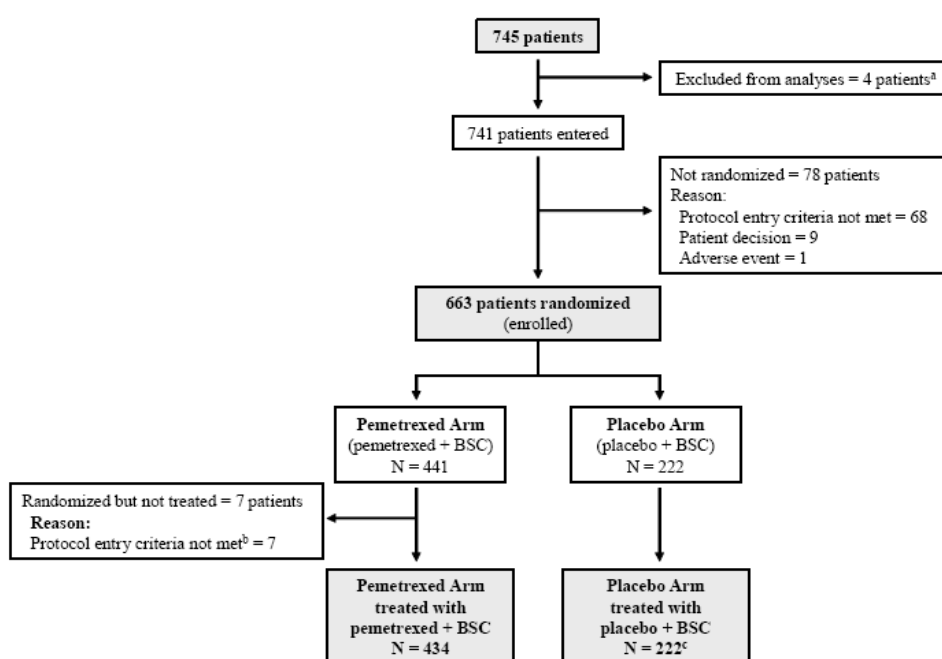 745 patients
Excluded from analyses = 4 patientsᵃ
741 patients entered
Not randomized = 78 patients
Reason:
Protocol entry criteria not met = 68
Patient decision = 9
Adverse event = 1
663 patients randomized
(enrolled)
Pemetrexed Arm
(pemetrexed + BSC)
N = 441
Placebo Arm
(placebo + BSC)
N = 222
Randomized but not treated = 7 patients
Reason:
Protocol entry criteria not metᵇ = 7
Pemetrexed Arm
treated with
pemetrexed + BSC
N = 434
Placebo Arm
treated with
placebo + BSC
N = 222ᶜ